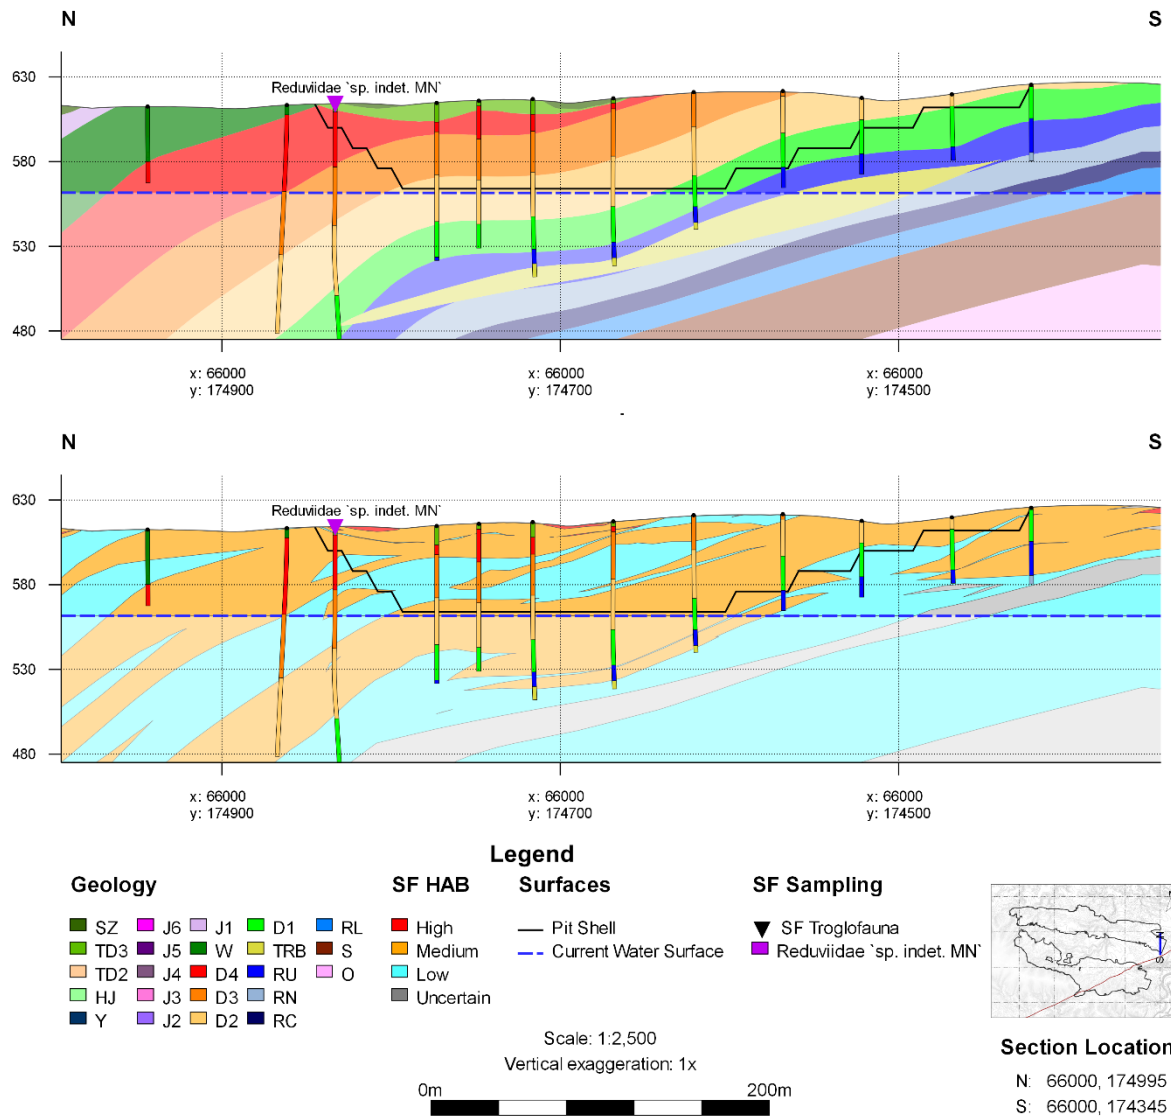 N S
630
Reduviidae `sp. indet. MN`
580
530
480
x: 66000 x: 66000 x: 66000
y: 174900 y: 174700 y: 174500
-
N S
630
Reduviidae `sp. indet. MN`
580
530
480
x: 66000 x: 66000 x: 66000
y: 174900 y: 174700 y: 174500
Legend
Geology SF HAB Surfaces SF Sampling
SZ J6 J1 D1 RL High Pit Shell SF Troglofauna
TD3 J5 W TRB S Medium Current Water Surface Reduviidae `sp. indet. MN`
TD2 J4 D4 RU O Low
HJ J3 D3 RN Uncertain
Y J2 D2 RC
Scale: 1:2,500
Vertical exaggeration: 1x
0m 200m
Section Location
N: 66000, 174995
S: 66000, 174345